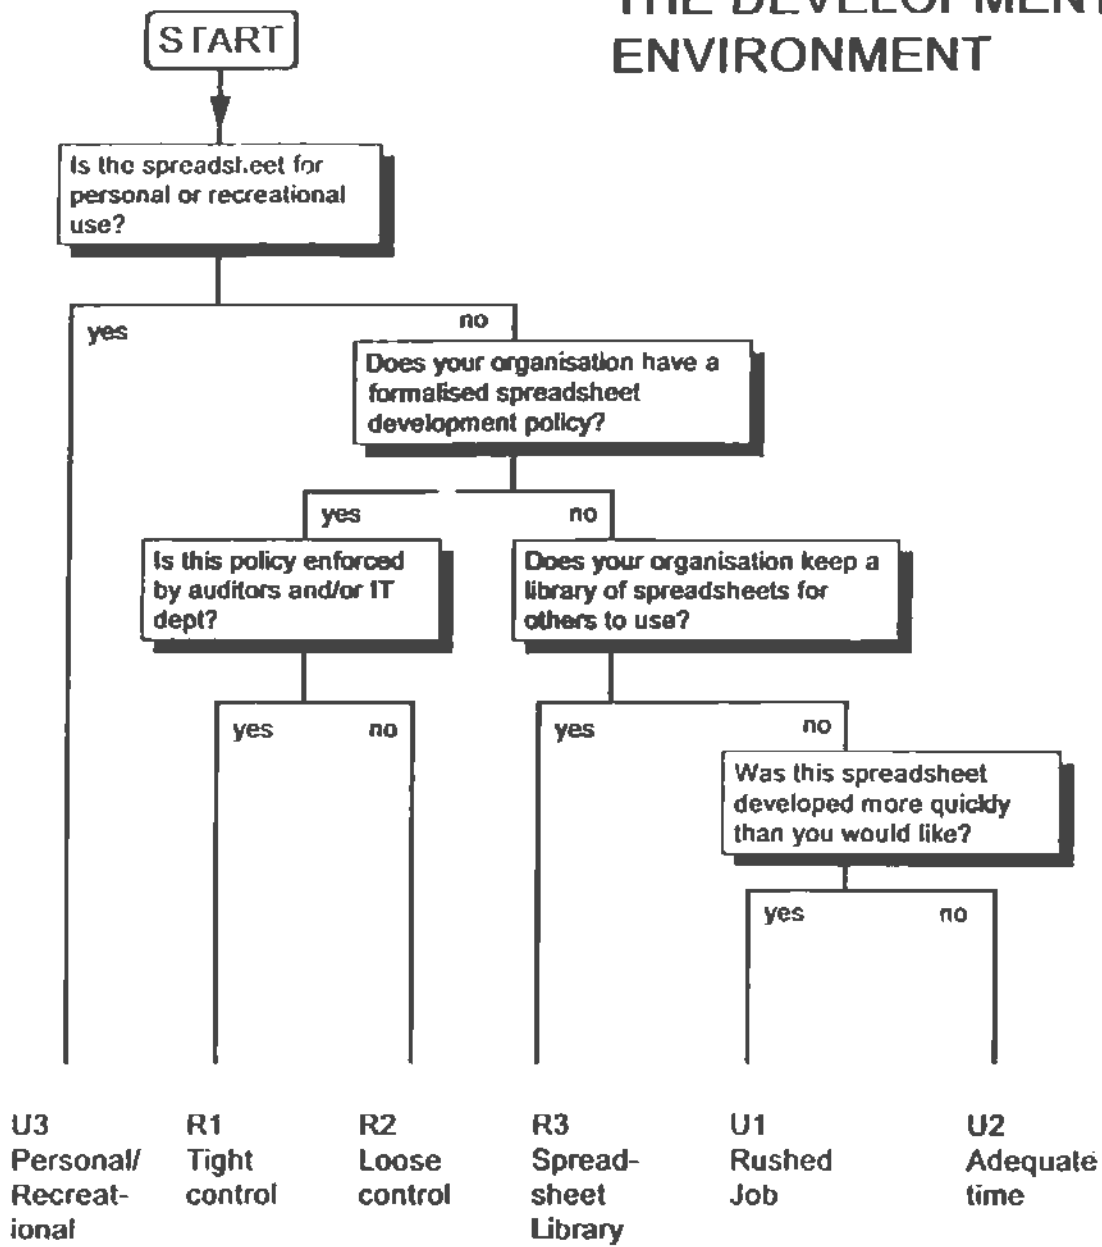 THE DEVELOPMENT
ENVIRONMENT
START
Is the spreadsheet for
personal or recreational
use?
yes
no
Does your organisation have a
formalised spreadsheet
development policy?
yes
no
Is this policy enforced
by auditors and/or IT
dept?
Does your organisation keep a
library of spreadsheets for
others to use?
yes
no
yes
no
Was this spreadsheet
developed more quickly
than you would like?
yes
no
U3
Personal/
Recreat-
ional
R1
Tight
control
R2
Loose
control
R3
Spread-
sheet
Library
U1
Rushed
Job
U2
Adequate
time